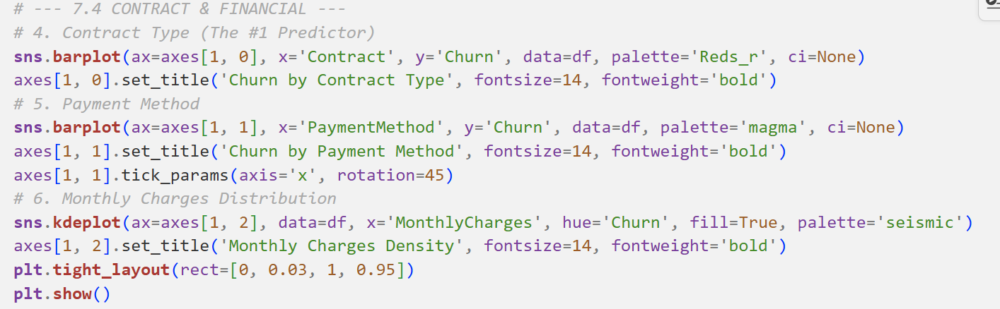 # --- 7.4 CONTRACT & FINANCIAL ---
# 4. Contract Type (The #1 Predictor)
sns.barplot(ax=axes[1, 0], x='Contract', y='Churn', data=df, palette='Reds_r', ci=None)
axes[1, 0].set_title('Churn by Contract Type', fontsize=14, fontweight='bold')
# 5. Payment Method
sns.barplot(ax=axes[1, 1], x='PaymentMethod', y='Churn', data=df, palette='magma', ci=None)
axes[1, 1].set_title('Churn by Payment Method', fontsize=14, fontweight='bold')
axes[1, 1].tick_params(axis='x', rotation=45)
# 6. Monthly Charges Distribution
sns.kdeplot(ax=axes[1, 2], data=df, x='MonthlyCharges', hue='Churn', fill=True, palette='seismic')
axes[1, 2].set_title('Monthly Charges Density', fontsize=14, fontweight='bold')
plt.tight_layout(rect=[0, 0.03, 1, 0.95])
plt.show()